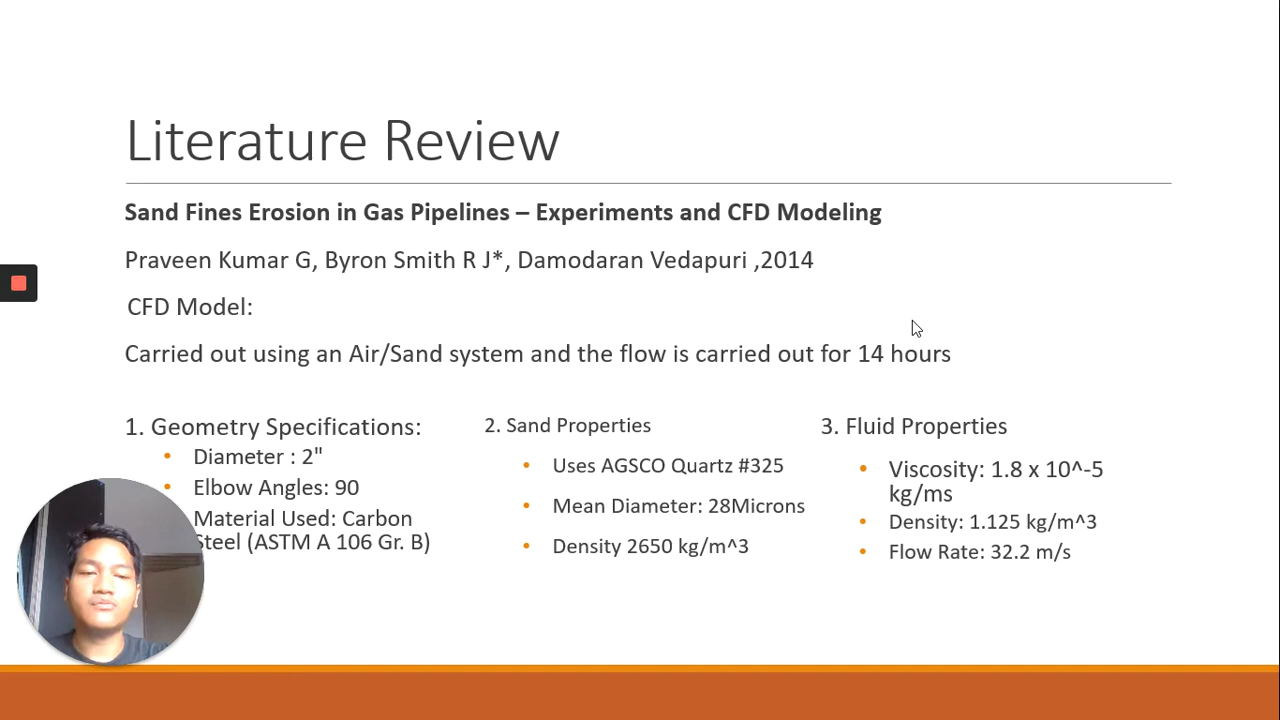 Literature Review
Sand Fines Erosion in Gas Pipelines – Experiments and CFD Modeling
Praveen Kumar G, Byron Smith R J*, Damodaran Vedapuri ,2014
CFD Model:
Carried out using an Air/Sand system and the flow is carried out for 14 hours
1. Geometry Specifications:
• Diameter : 2"
• Elbow Angles: 90
Material Used: Carbon
Steel (ASTM A 106 Gr. B)
2. Sand Properties
• Uses AGSCO Quartz #325
• Mean Diameter: 28Microns
• Density 2650 kg/m^3
3. Fluid Properties
• Viscosity: 1.8 x 10^-5
kg/ms
• Density: 1.125 kg/m^3
• Flow Rate: 32.2 m/s